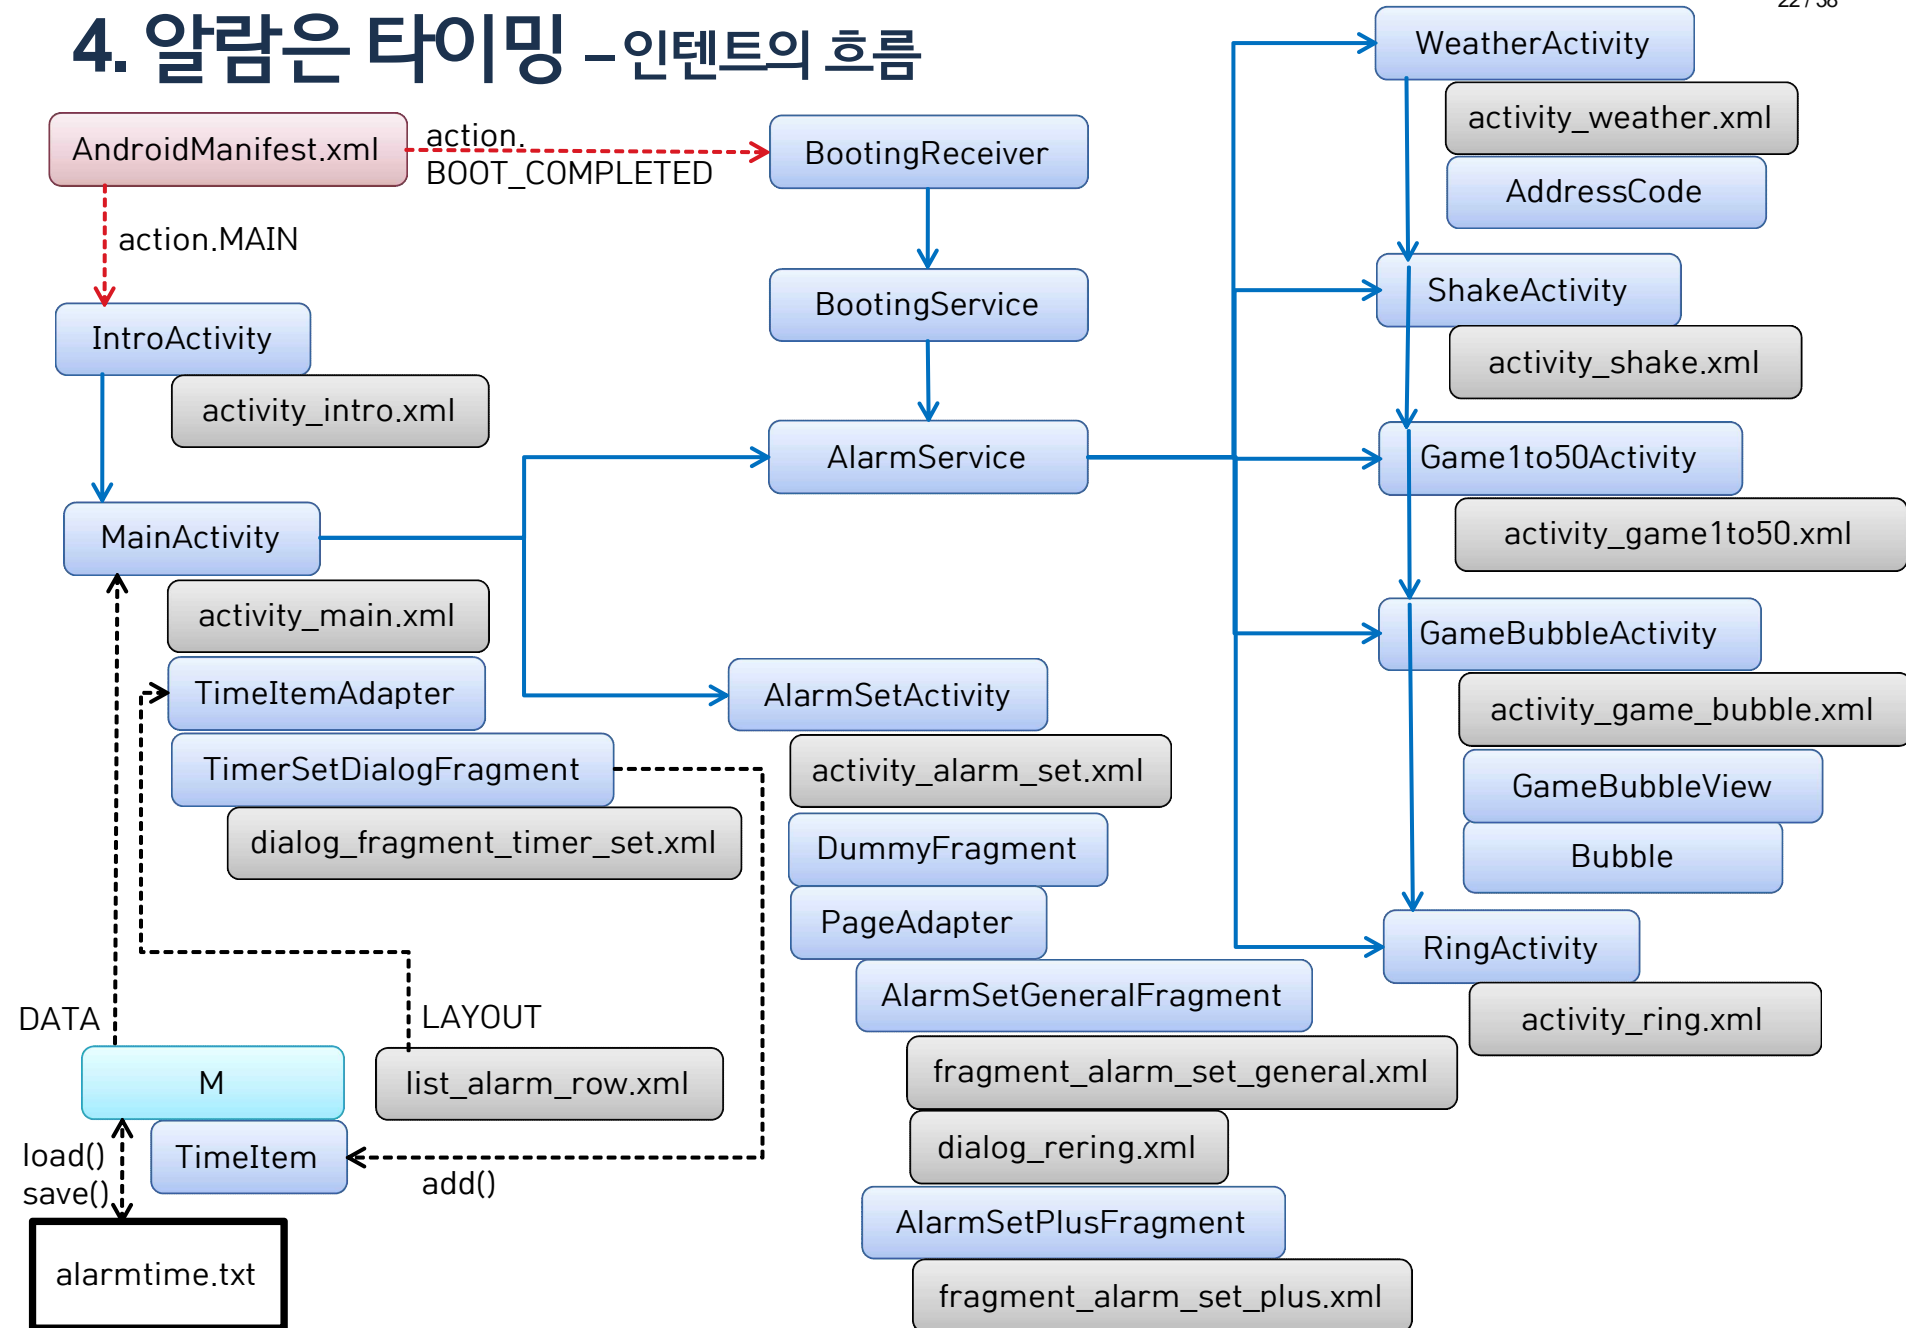 22 / 38
4. 알람은 타이밍 – 인텐트의 흐름
AndroidManifest.xml
action.
BOOT_COMPLETED
action.MAIN
IntroActivity
activity_intro.xml
MainActivity
activity_main.xml
TimeItemAdapter
TimerSetDialogFragment
dialog_fragment_timer_set.xml
DATA
LAYOUT
M
list_alarm_row.xml
TimeItem
load()
save()
add()
alarmtime.txt
BootingReceiver
BootingService
AlarmService
AlarmSetActivity
activity_alarm_set.xml
DummyFragment
PageAdapter
AlarmSetGeneralFragment
fragment_alarm_set_general.xml
dialog_rering.xml
AlarmSetPlusFragment
fragment_alarm_set_plus.xml
WeatherActivity
activity_weather.xml
AddressCode
ShakeActivity
activity_shake.xml
Game1to50Activity
activity_game1to50.xml
GameBubbleActivity
activity_game_bubble.xml
GameBubbleView
Bubble
RingActivity
activity_ring.xml